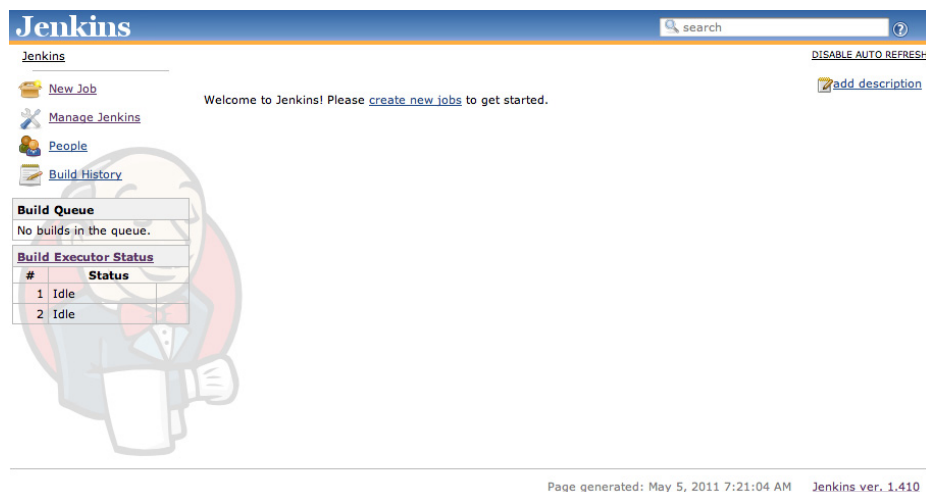 Jenkins
search
Jenkins
DISABLE AUTO REFRESH
New Job
add description
Welcome to Jenkins! Please create new jobs to get started.
Manage Jenkins
People
Build History
Build Queue
No builds in the queue.
Build Executor Status
# Status
1 Idle
2 Idle
Page generated: May 5, 2011 7:21:04 AM Jenkins ver. 1.410